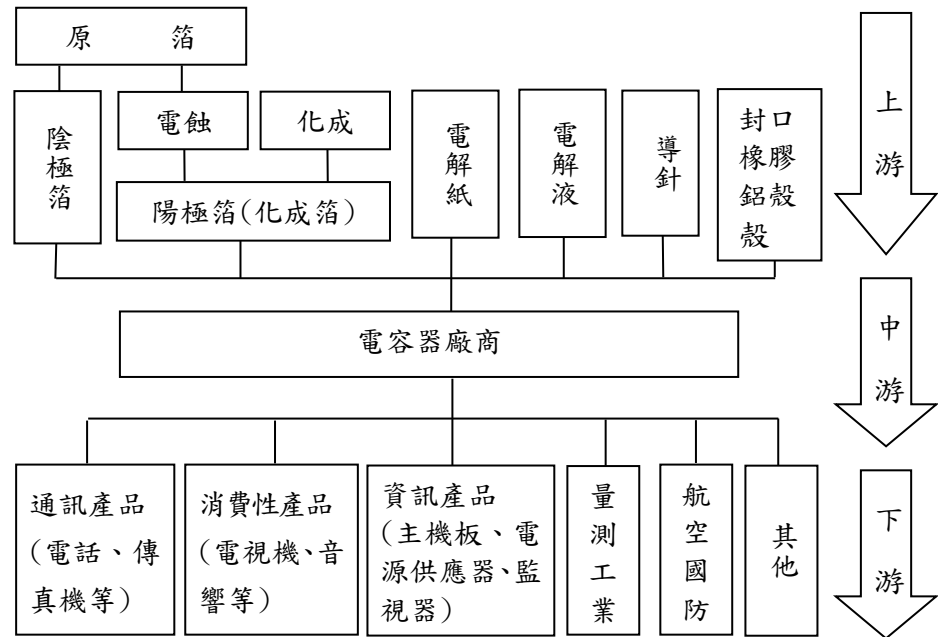 原 箔
陰極箔
電蝕
化成
陽極箔(化成箔)
電解紙
電解液
導針
封口
橡膠
鋁殼
殼
上游
電容器廠商
中游
通訊產品
(電話、傳
真機等)
消費性產品
(電視機、音
響等)
資訊產品
(主機板、電
源供應器、監
視器)
量測工業
航空國防
其他
下游